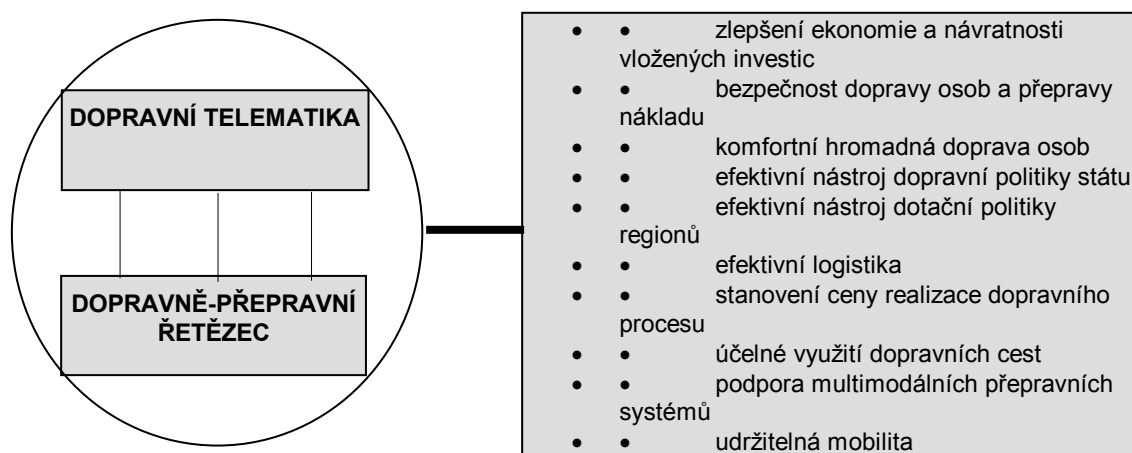 DOPRAVNÍ TELEMATIKA
DOPRAVNĚ-PŘEPRAVNÍ
ŘETĚZEC
• • zlepšení ekonomie a návratnosti
vložených investic
• • bezpečnost dopravy osob a přepravy
nákladu
• • komfortní hromadná doprava osob
• • efektivní nástroj dopravní politiky státu
• • efektivní nástroj dotační politiky
regionů
• • efektivní logistika
• • stanovení ceny realizace dopravního
procesu
• • účelné využití dopravních cest
• • podpora multimodálních přepravních
systémů
• • udržitelná mobilita